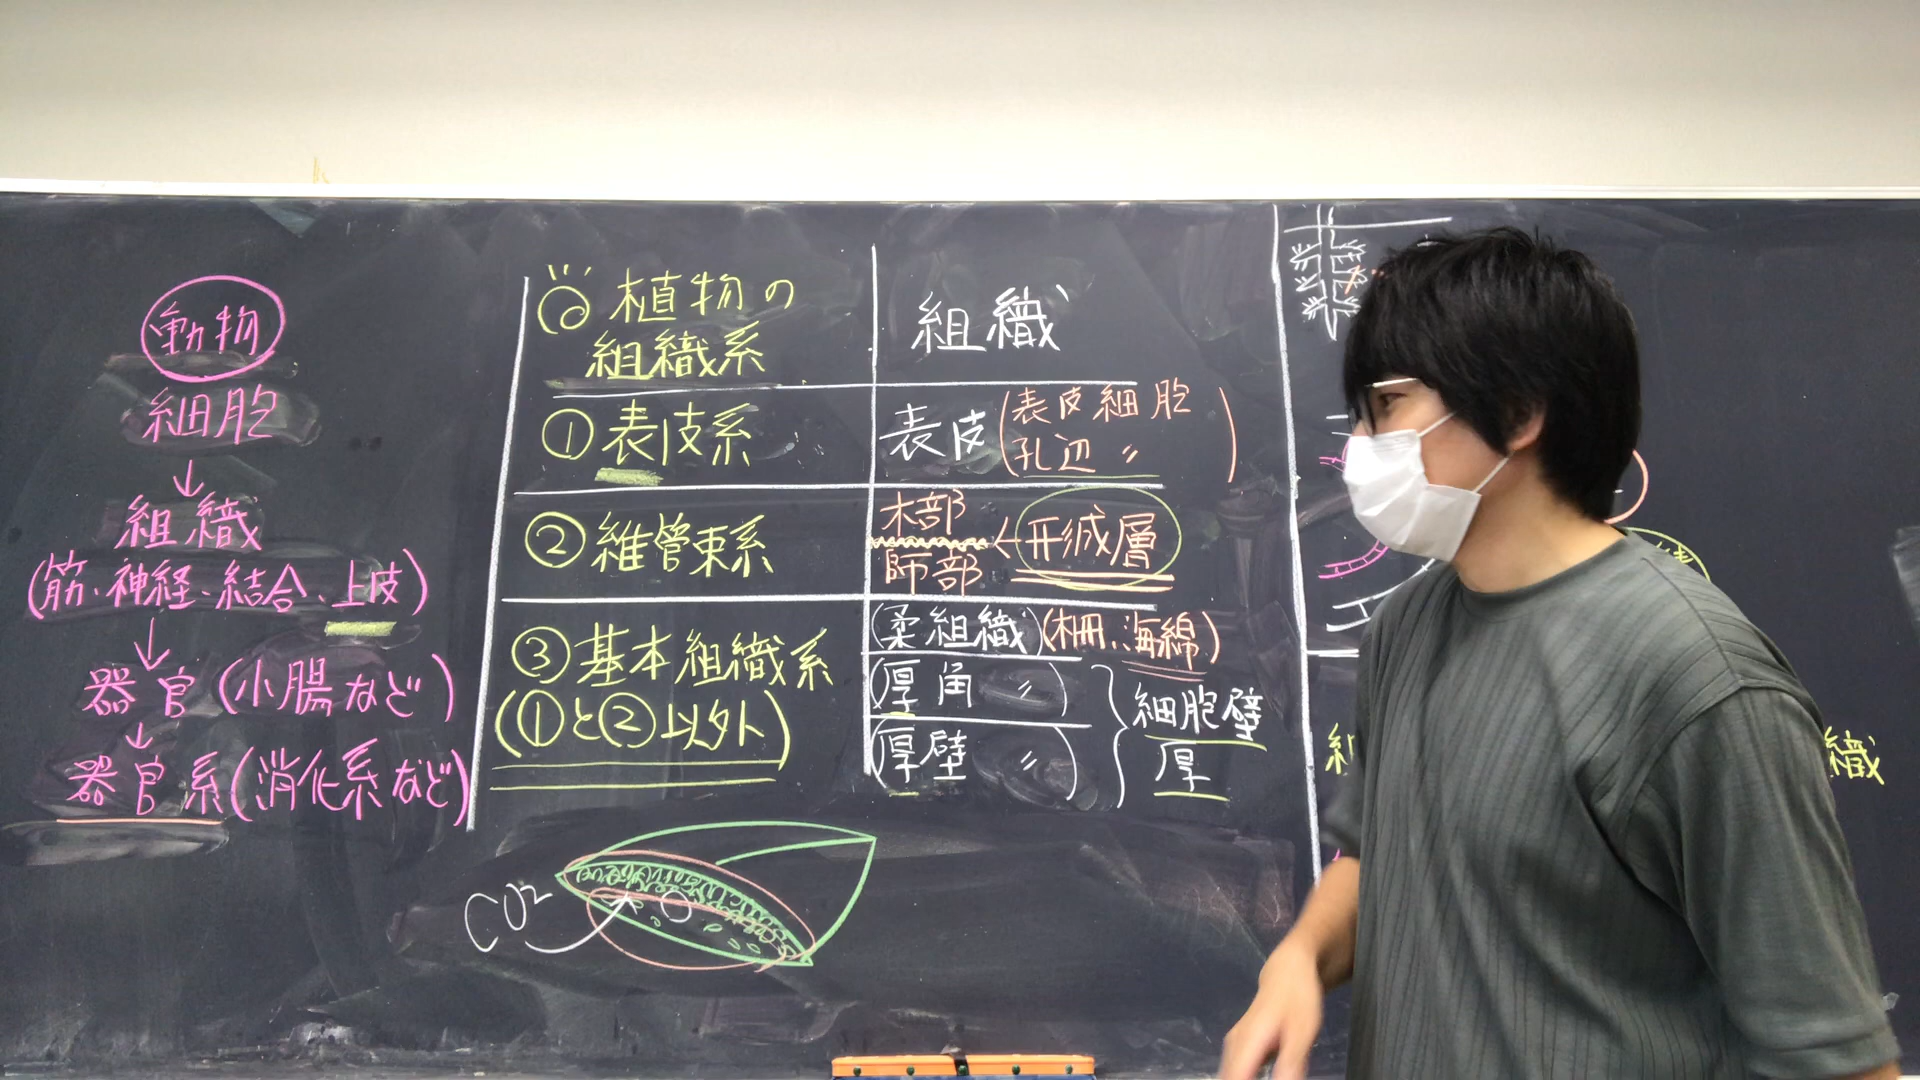 動物
細胞
↓
組織
(筋、神経、結合、上皮)
↓
器官(小腸など)
↓
器官系(消化系など)
植物の
組織系
組織
①表皮系
表皮(表皮細胞
孔辺〃)
②維管束系
木部
師部
<形成層
③基本組織系
(①と②以外)
(柔組織)(柵、海綿)
(厚角〃)
(厚壁〃)
細胞壁
厚
CO2
織